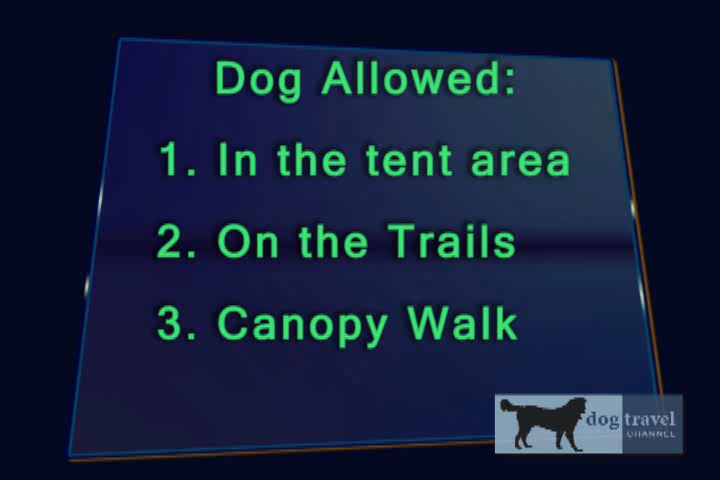 Dog Allowed:
1. In the tent area
2. On the Trails
3. Canopy Walk
dog travel
CHANNEL